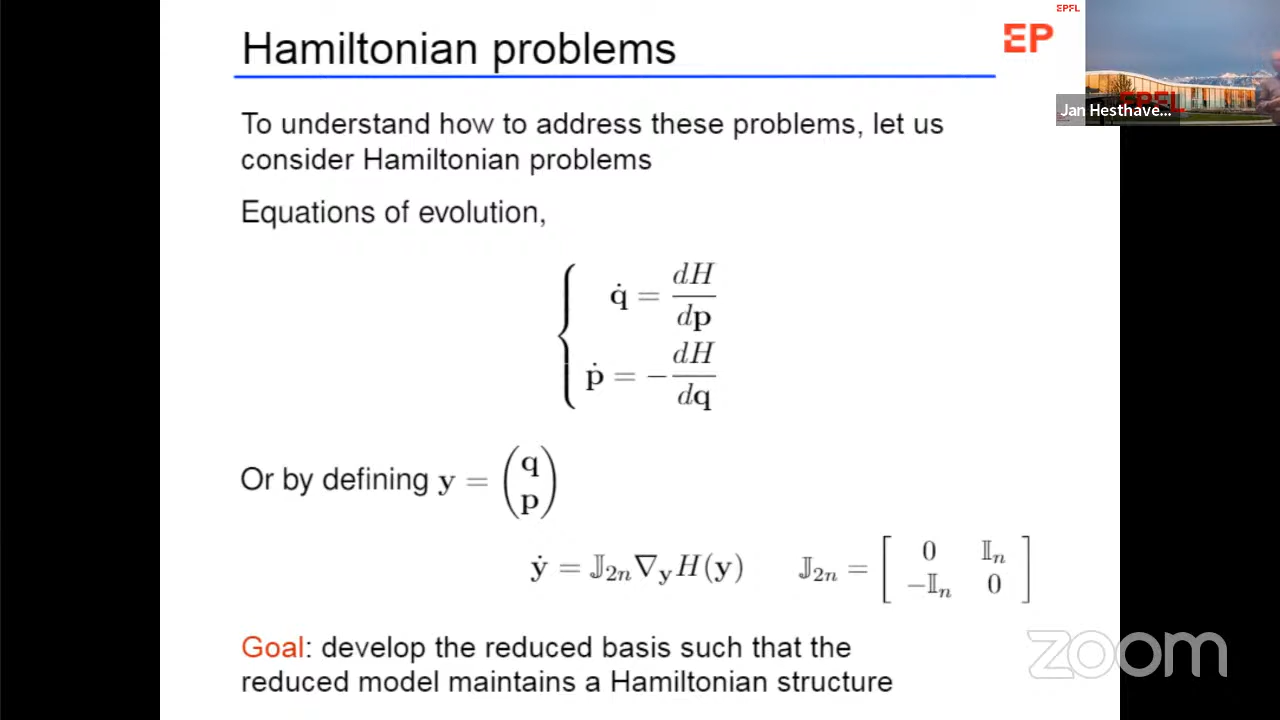 Hamiltonian problems
EP
EPFL
EPFL
Jan Hesthave...
To understand how to address these problems, let us
consider Hamiltonian problems
Equations of evolution,
q̇ = dH/dp
ṗ = −dH/dq
Or by defining y = (q p)
ẏ = 𝕁₂ₙ∇_y H(y)   𝕁₂ₙ = [ 0 𝕀ₙ
−𝕀ₙ 0 ]
Goal: develop the reduced basis such that the
reduced model maintains a Hamiltonian structure
zoom